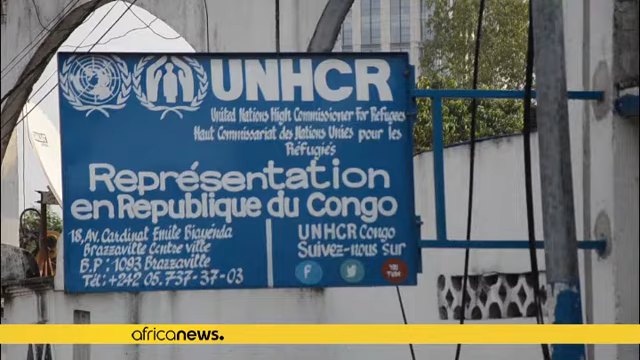 UNHCR
United Nations High Commissioner For Refugees
Haut Commissariat des Nations Unies pour les
Réfugiés
Représentation
en Republique du Congo
18, Av. Cardinal Emile Biayenda
Brazzaville Centre ville
B.P : 1093 Brazzaville
Tél : +242 05.737-37-03
UNHCR Congo
Suivez-nous sur
africanews.